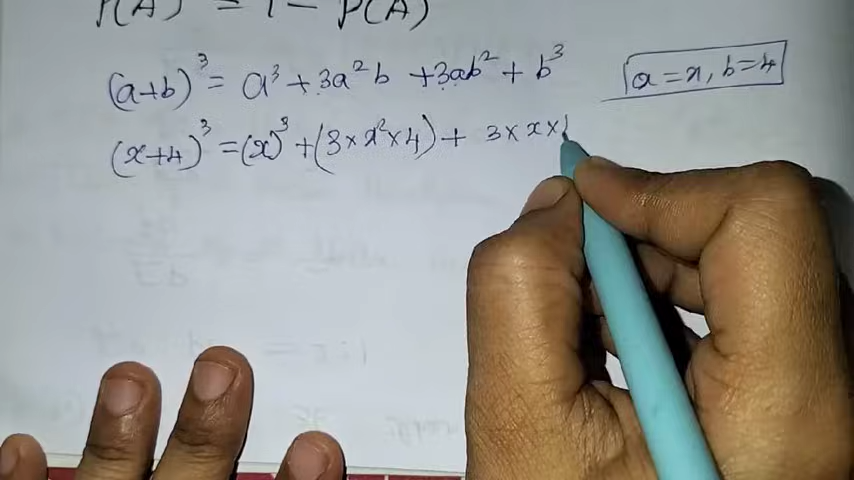 P(A̅) = 1 - P(A)
(a+b)³ = a³ + 3a²b + 3ab² + b³
a = x, b = 4
(x+4)³ = (x)³ + (3 × x² × 4) + 3 × x ×